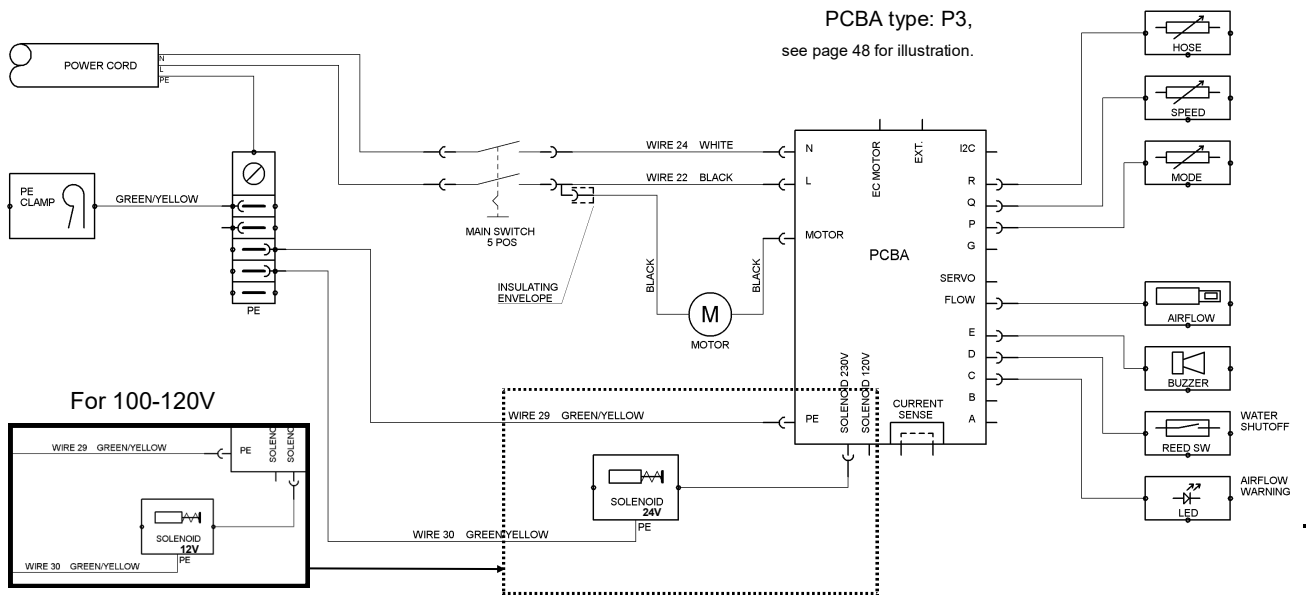 PCBA type: P3,
see page 48 for illustration.
POWER CORD
N
L
PE
PE
CLAMP
GREEN/YELLOW
PE
MAIN SWITCH
5 POS
WIRE 24 WHITE
WIRE 22 BLACK
INSULATING
ENVELOPE
BLACK
BLACK
M
MOTOR
N
L
MOTOR
PE
EC MOTOR
EXT.
PCBA
I2C
R
Q
P
G
SERVO
FLOW
E
D
C
B
A
SOLENOID 230V
SOLENOID 120V
CURRENT
SENSE
HOSE
SPEED
MODE
AIRFLOW
BUZZER
REED SW
WATER
SHUTOFF
LED
AIRFLOW
WARNING
WIRE 29 GREEN/YELLOW
SOLENOID
24V
PE
WIRE 30 GREEN/YELLOW
For 100-120V
WIRE 29 GREEN/YELLOW
PE
SOLENO
SOLENO
SOLENOID
12V
PE
WIRE 30 GREEN/YELLOW